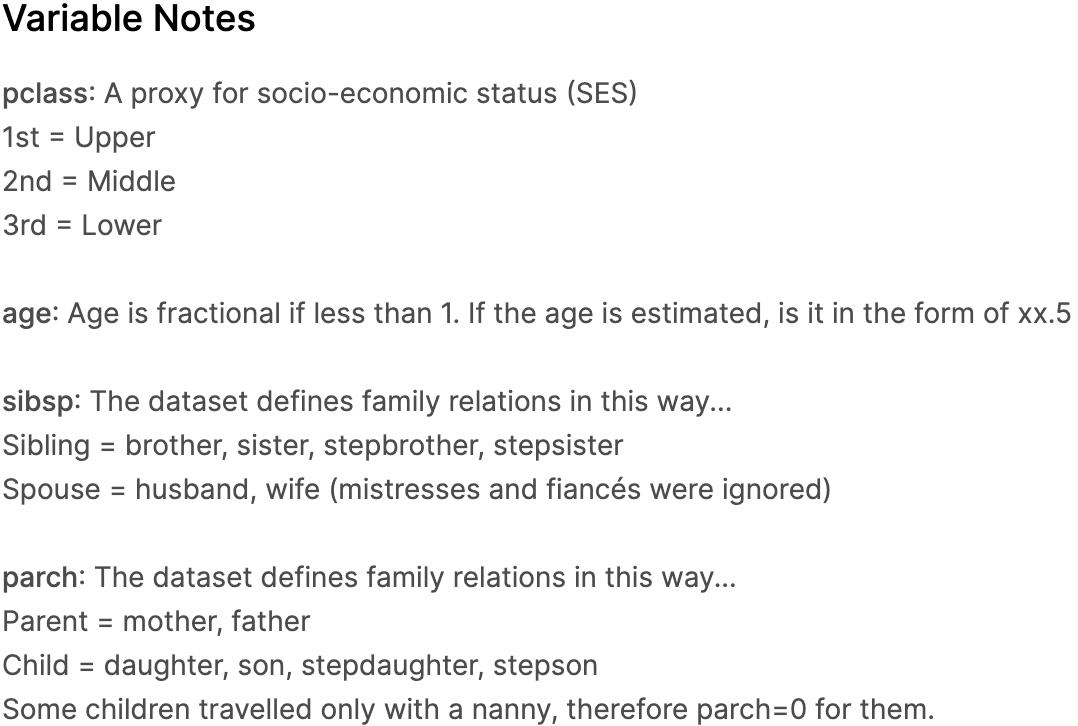 Variable Notes
pclass: A proxy for socio-economic status (SES)
1st = Upper
2nd = Middle
3rd = Lower
age: Age is fractional if less than 1. If the age is estimated, is it in the form of xx.5
sibsp: The dataset defines family relations in this way...
Sibling = brother, sister, stepbrother, stepsister
Spouse = husband, wife (mistresses and fiancés were ignored)
parch: The dataset defines family relations in this way...
Parent = mother, father
Child = daughter, son, stepdaughter, stepson
Some children travelled only with a nanny, therefore parch=0 for them.